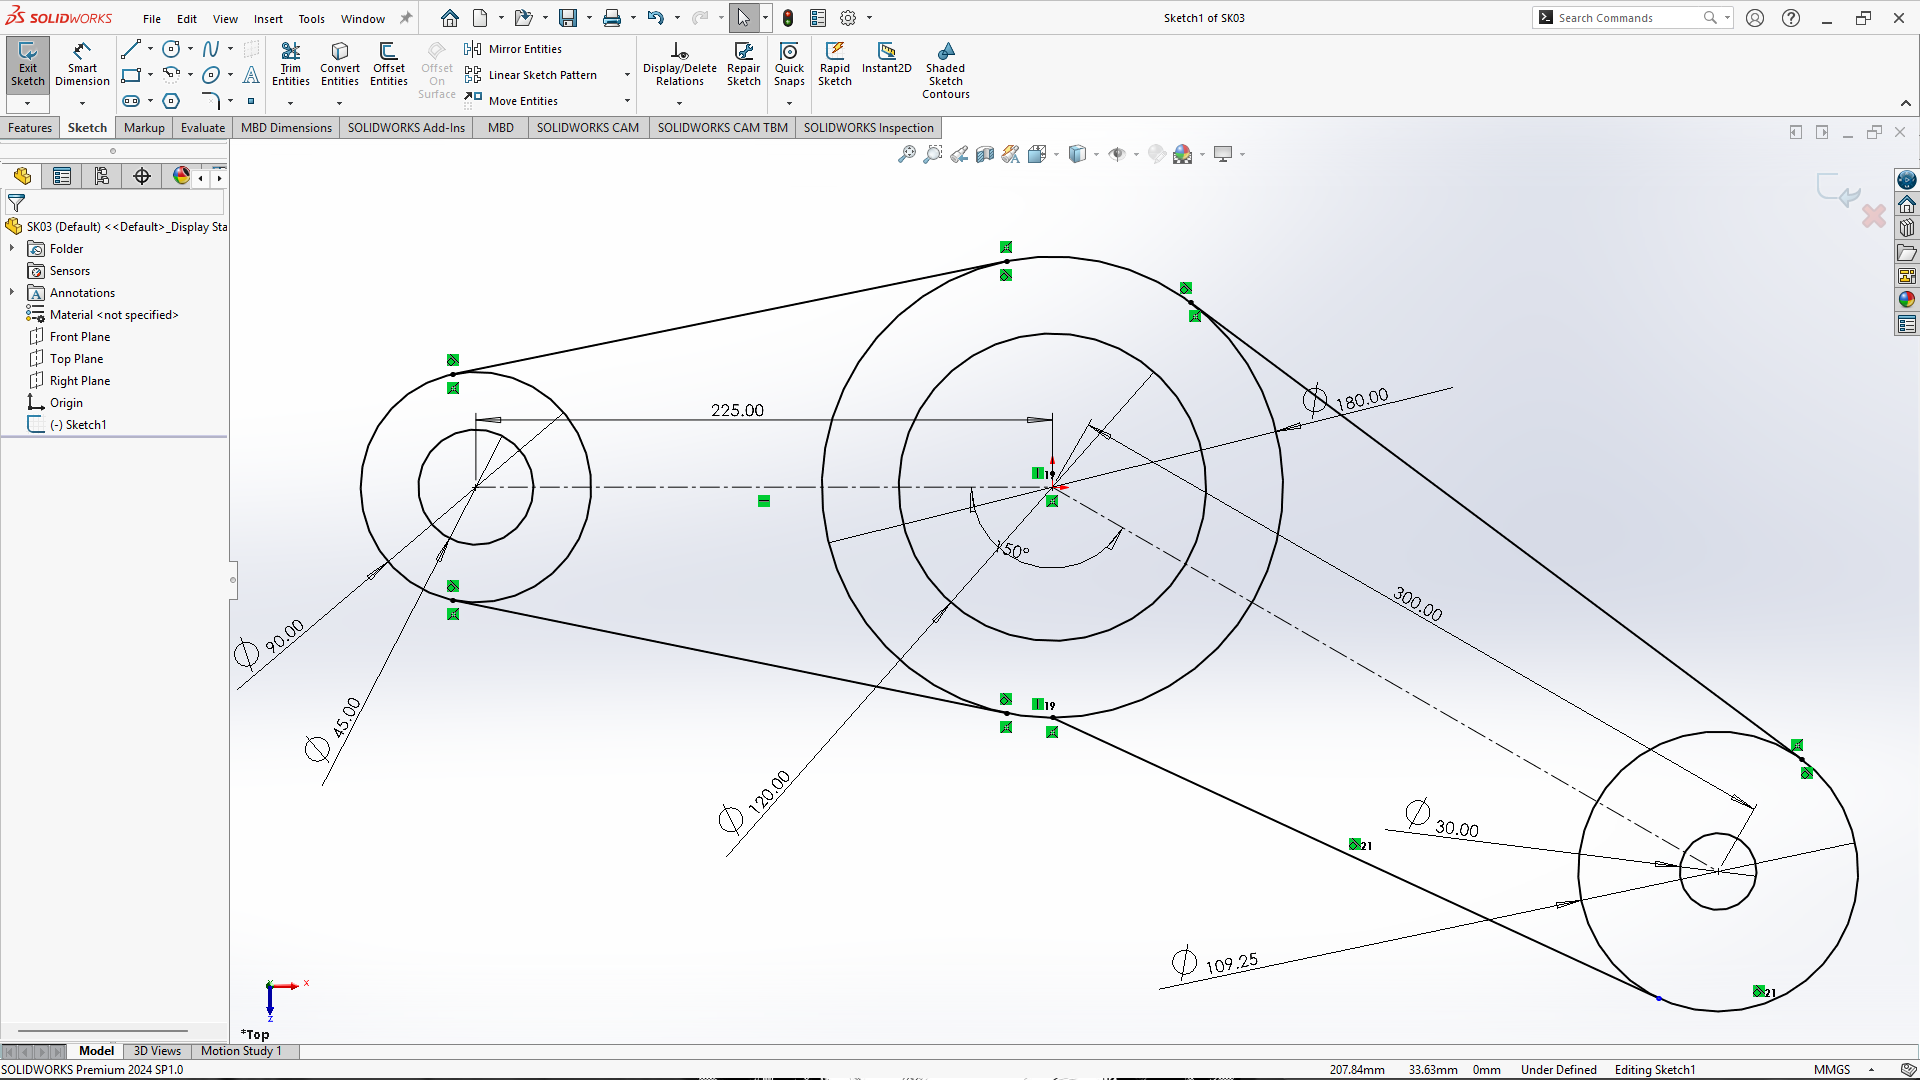 SOLIDWORKS
File Edit View Insert Tools Window
Sketch1 of SK03
Search Commands
Exit Sketch
Smart Dimension
Trim Entities
Convert Entities
Offset Entities
Offset On Surface
Mirror Entities
Linear Sketch Pattern
Move Entities
Display/Delete Relations
Repair Sketch
Quick Snaps
Rapid Sketch
Instant2D
Shaded Sketch Contours
Features Sketch Markup Evaluate MBD Dimensions SOLIDWORKS Add-Ins MBD SOLIDWORKS CAM SOLIDWORKS CAM TBM SOLIDWORKS Inspection
SK03 (Default) <<Default>_Display Sta
Folder
Sensors
Annotations
Material <not specified>
Front Plane
Top Plane
Right Plane
Origin
(-) Sketch1
225.00
∅ 180.00
150°
300.00
∅ 90.00
∅ 45.00
19
∅ 120.00
∅ 30.00
21
∅ 109.25
21
x
z
*Top
Model 3D Views Motion Study 1
SOLIDWORKS Premium 2024 SP1.0
207.84mm 33.63mm 0mm Under Defined Editing Sketch1 MMGS